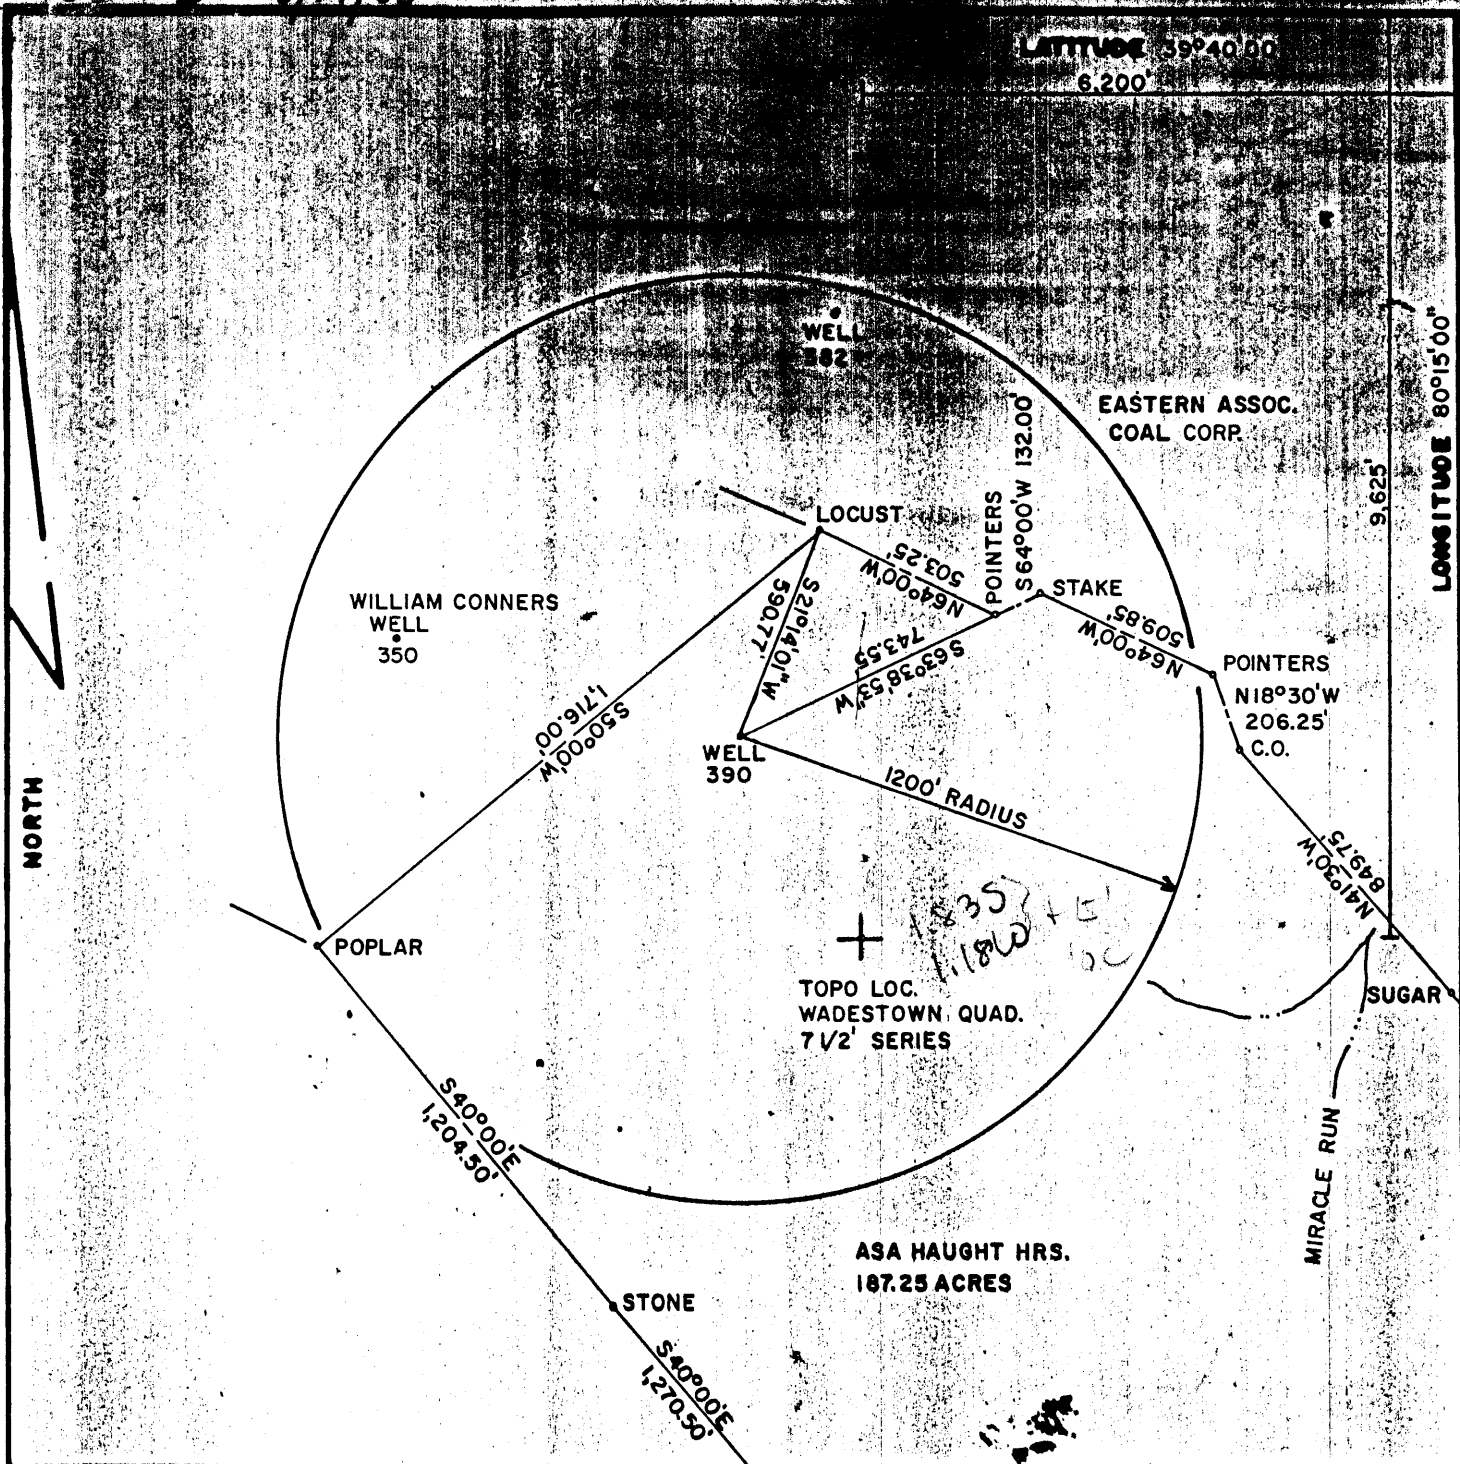 LATITUDE 39°40'00
6,200'
WELL
EASTERN ASSOC.
COAL CORP.
9,625'
LONGITUDE 80°15'00"
LOCUST
N64°00'W
503.25'
POINTERS
S64°00'W 132.00'
STAKE
N64°00'W
509.85'
POINTERS
N18°30'W
206.25'
C.O.
WILLIAM CONNERS
WELL
350
S21°14'01"W
590.77'
S63°38'53"W
743.55'
S50°00'W
1,716.00'
WELL
390
1200' RADIUS
N41°30'W
849.75'
NORTH
POPLAR
TOPO LOC.
WADESTOWN QUAD.
7 1/2' SERIES
SUGAR
MIRACLE RUN
S40°00'E
1,204.50'
ASA HAUGHT HRS.
187.25 ACRES
STONE
S40°00'E
1,270.50'